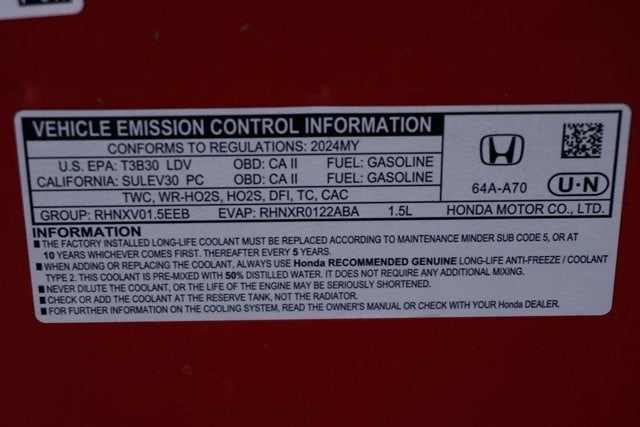 VEHICLE EMISSION CONTROL INFORMATION
CONFORMS TO REGULATIONS: 2024MY
U.S. EPA: T3B30 LDV OBD: CA II FUEL: GASOLINE
CALIFORNIA: SULEV30 PC OBD: CA II FUEL: GASOLINE
TWC, WR-HO2S, HO2S, DFI, TC, CAC
64A-A70
U·N
GROUP: RHNXV01.5EEB EVAP: RHNXR0122ABA 1.5L HONDA MOTOR CO., LTD.
INFORMATION
■ THE FACTORY INSTALLED LONG-LIFE COOLANT MUST BE REPLACED ACCORDING TO MAINTENANCE MINDER SUB CODE 5, OR AT
10 YEARS WHICHEVER COMES FIRST. THEREAFTER EVERY 5 YEARS.
■ WHEN ADDING OR REPLACING THE COOLANT, ALWAYS USE Honda RECOMMENDED GENUINE LONG-LIFE ANTI-FREEZE / COOLANT
TYPE 2. THIS COOLANT IS PRE-MIXED WITH 50% DISTILLED WATER. IT DOES NOT REQUIRE ANY ADDITIONAL MIXING.
■ NEVER DILUTE THE COOLANT, OR THE LIFE OF THE ENGINE MAY BE SERIOUSLY SHORTENED.
■ CHECK OR ADD THE COOLANT AT THE RESERVE TANK, NOT THE RADIATOR.
■ FOR FURTHER INFORMATION ON THE COOLING SYSTEM, READ THE OWNER'S MANUAL OR CHECK WITH YOUR Honda DEALER.